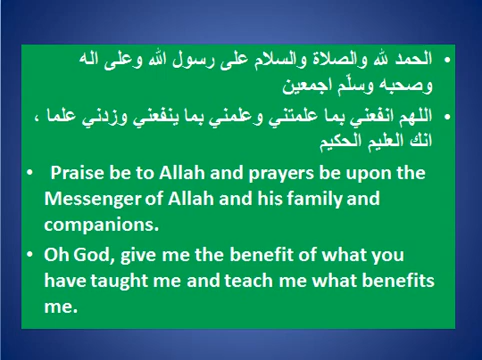 • الحمد لله والصلاة والسلام على رسول الله وعلى اله
وصحبه وسلّم اجمعين
• اللهم انفعني بما علمتني وعلمني بما ينفعني وزدني علما ،
انك العليم الحكيم
• Praise be to Allah and prayers be upon the
Messenger of Allah and his family and
companions.
• Oh God, give me the benefit of what you
have taught me and teach me what benefits
me.